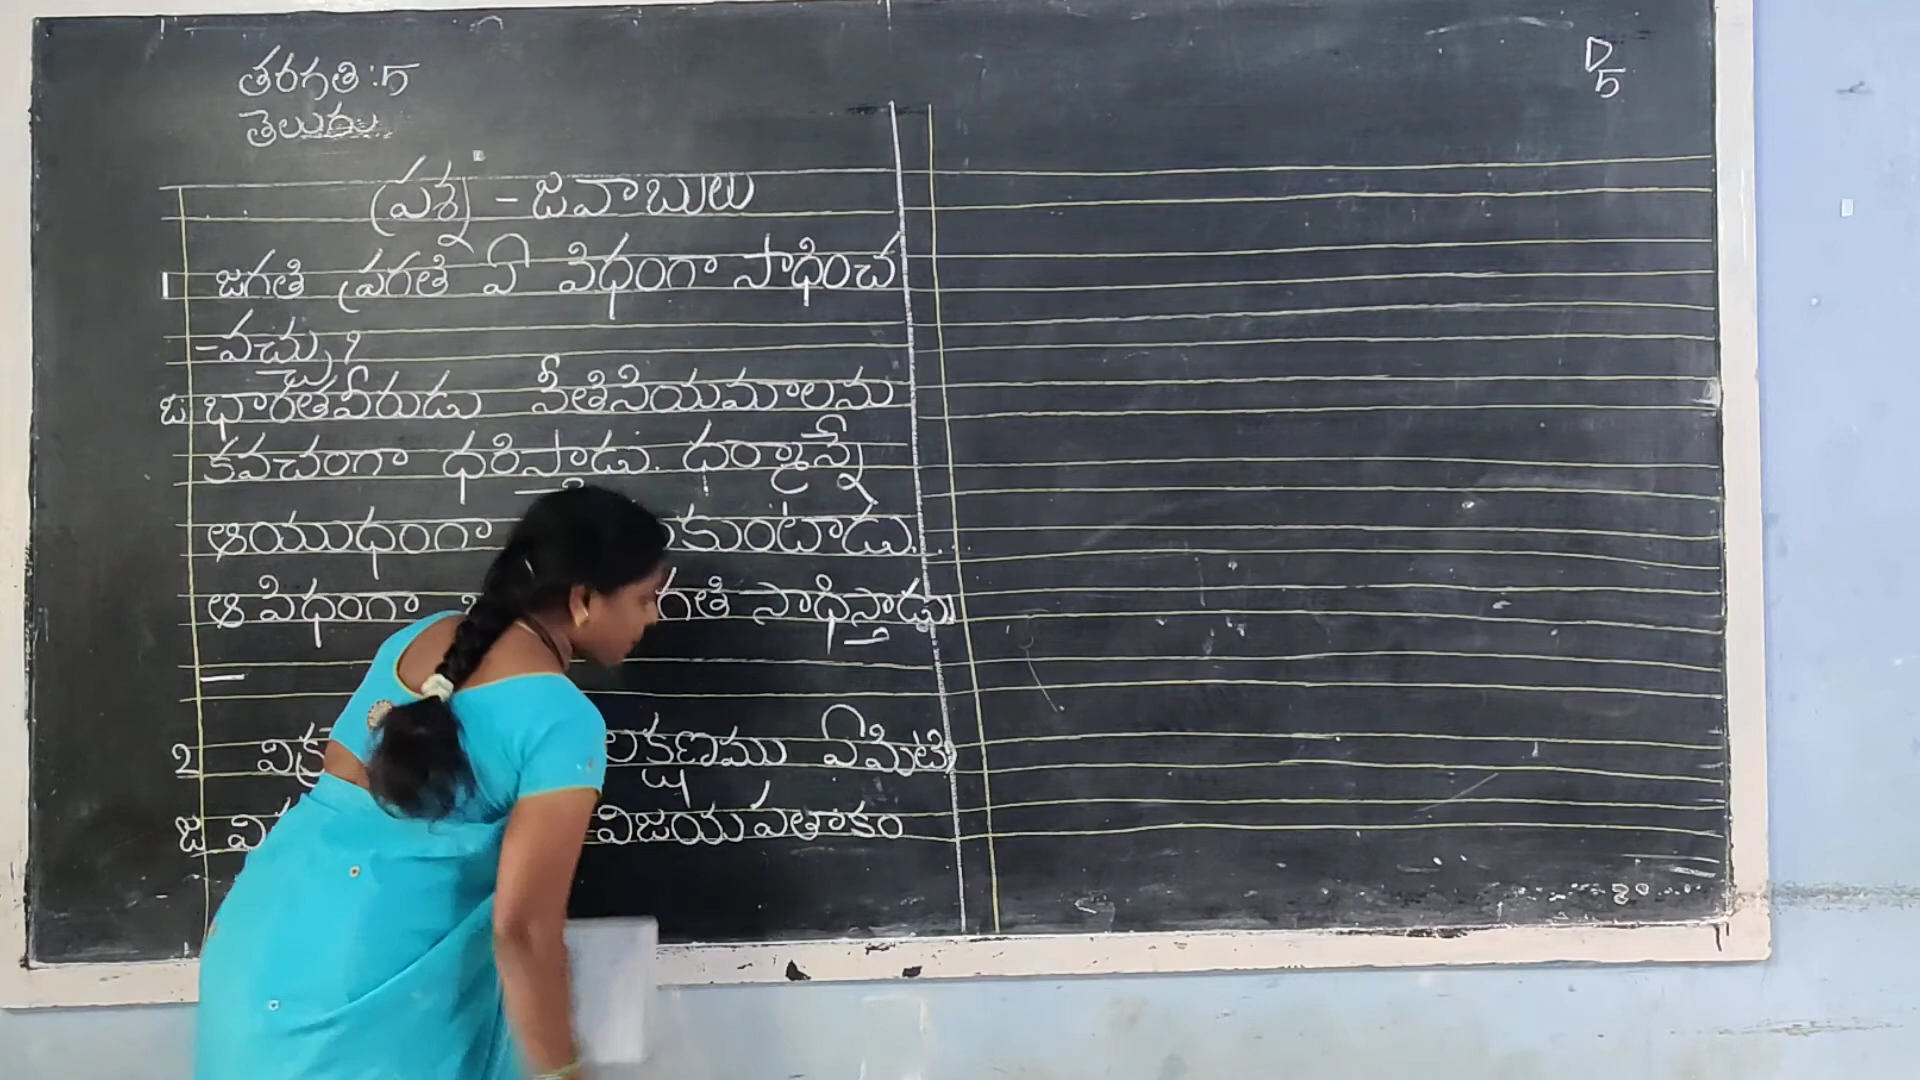 తరగతి : 5
తెలుగు
D
5
ప్రశ్న - జవాబులు
1 జగతి ప్రగతి ఏ విధంగా సాధించ
-వచ్చు?
జ భారతవీరుడు నీతినియమాలను
కవచంగా ధరిస్తాడు. ధర్మాన్నే
ఆయుధంగా కుంటాడు.
ఆ విధంగా గతి సాధిస్తాడు.
2 లక్షణము ఏమిటి
జ విజయపతాకం